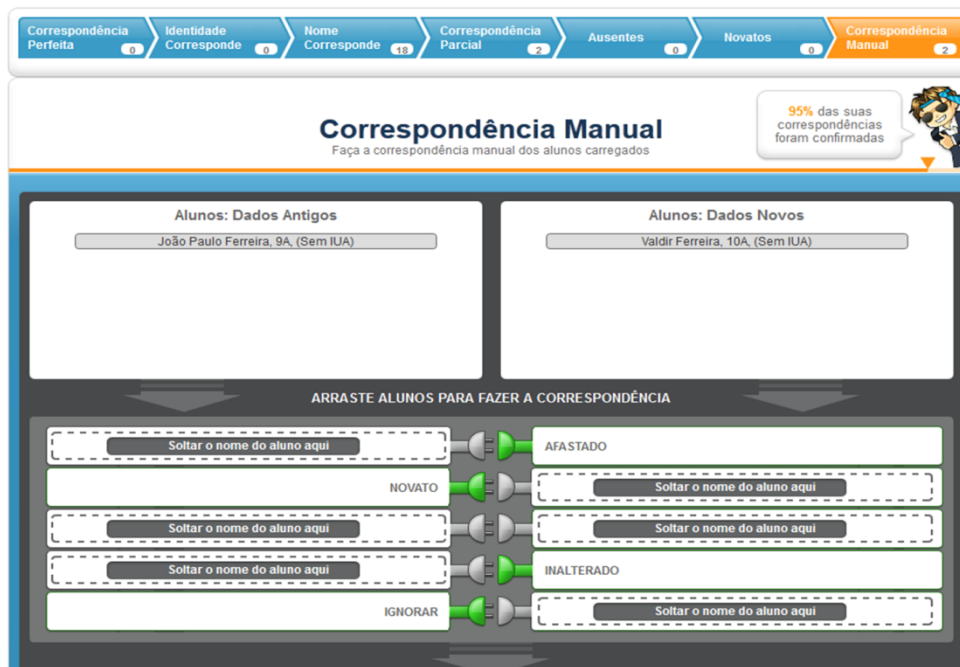 Correspondência Perfeita 0
Identidade Corresponde 0
Nome Corresponde 18
Correspondência Parcial 2
Ausentes 0
Novatos 0
Correspondência Manual 2
Correspondência Manual
Faça a correspondência manual dos alunos carregados
95% das suas
correspondências
foram confirmadas
Alunos: Dados Antigos
João Paulo Ferreira, 9A, (Sem IUA)
Alunos: Dados Novos
Valdir Ferreira, 10A, (Sem IUA)
ARRASTE ALUNOS PARA FAZER A CORRESPONDÊNCIA
Soltar o nome do aluno aqui AFASTADO
NOVATO Soltar o nome do aluno aqui
Soltar o nome do aluno aqui Soltar o nome do aluno aqui
Soltar o nome do aluno aqui INALTERADO
IGNORAR Soltar o nome do aluno aqui